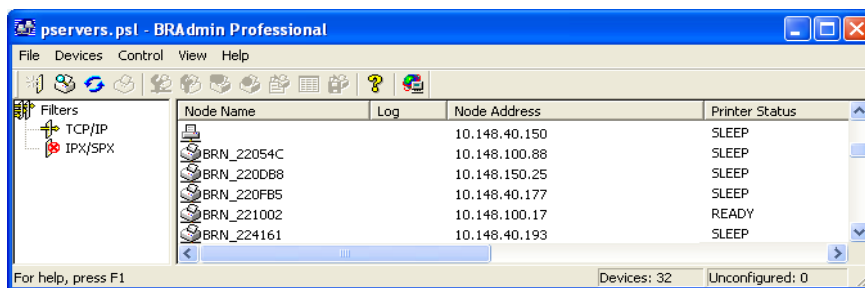 pservers.psl - BRAdmin Professional
File Devices Control View Help
Filters
TCP/IP
IPX/SPX
Node Name Log Node Address Printer Status
10.148.40.150 SLEEP
BRN_22054C 10.148.100.88 SLEEP
BRN_220DB8 10.148.150.25 SLEEP
BRN_220FB5 10.148.40.177 SLEEP
BRN_221002 10.148.100.17 READY
BRN_224161 10.148.40.193 SLEEP
For help, press F1 Devices: 32 Unconfigured: 0